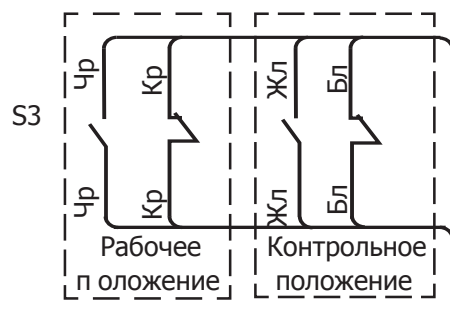 Чр Кр Жл Бл
S3
Чр Кр Жл Бл
Рабочее
п оложение
Контрольное
положение